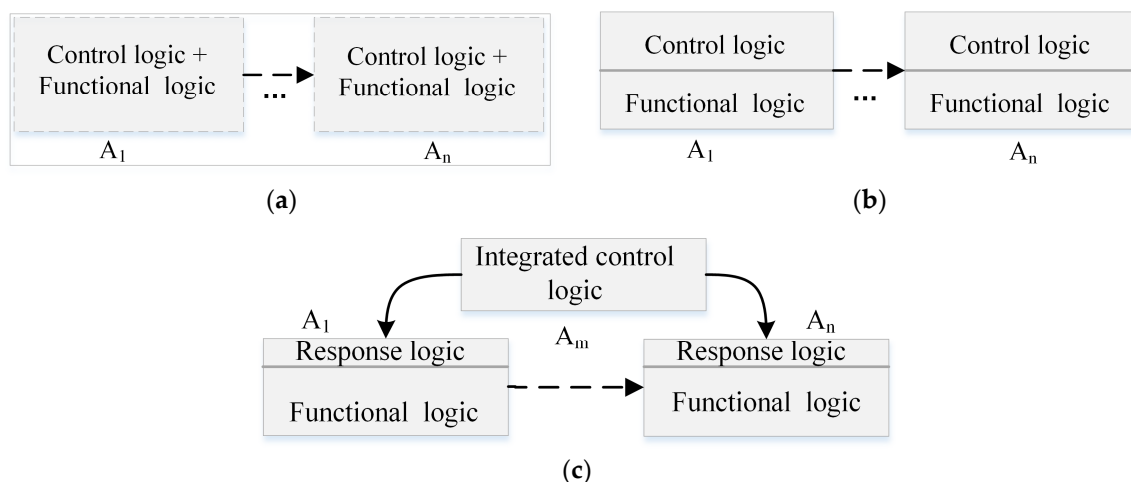 Control logic +
Functional logic
...
Control logic +
Functional logic
A1
An
(a)
Control logic
Functional logic
...
Control logic
Functional logic
A1
An
(b)
Integrated control
logic
A1
Am
An
Response logic
Functional logic
Response logic
Functional logic
(c)